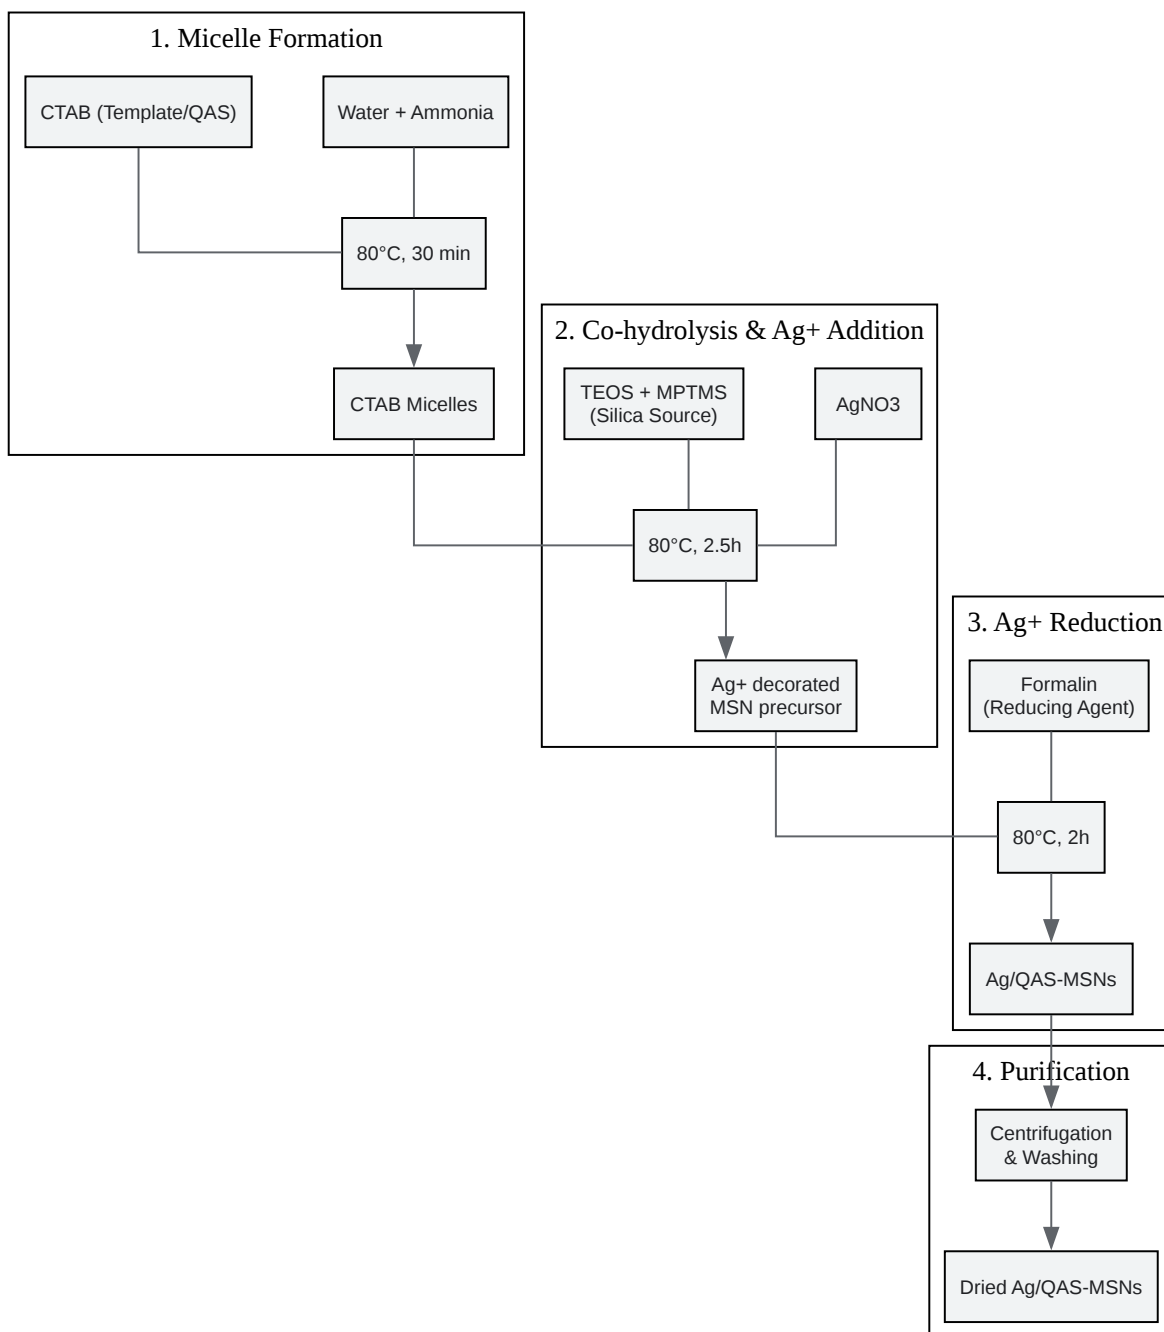 1. Micelle Formation
CTAB (Template/QAS)
Water + Ammonia
80°C, 30 min
CTAB Micelles
2. Co-hydrolysis & Ag+ Addition
TEOS + MPTMS
(Silica Source)
AgNO3
80°C, 2.5h
Ag+ decorated
MSN precursor
3. Ag+ Reduction
Formalin
(Reducing Agent)
80°C, 2h
Ag/QAS-MSNs
4. Purification
Centrifugation
& Washing
Dried Ag/QAS-MSNs